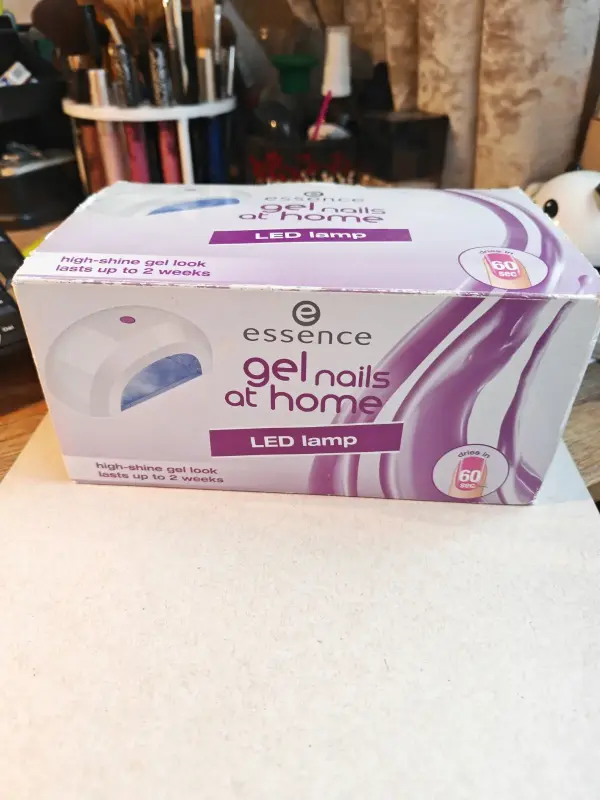 e
essence
gel nails
at home
LED lamp
high-shine gel look
lasts up to 2 weeks
dries in
60
sec
e
essence
gel nails
at home
LED lamp
high-shine gel look
lasts up to 2 weeks
dries in
60
sec